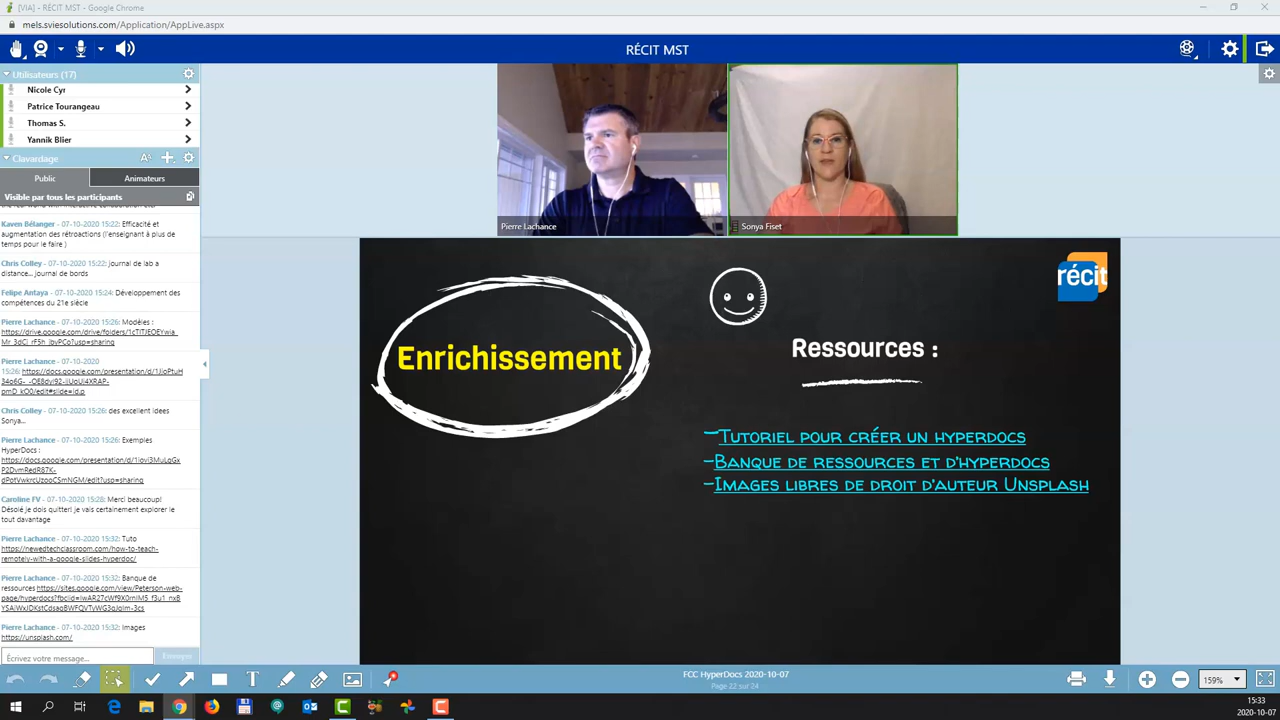 [VIA] - RÉCIT MST - Google Chrome
mels.sviesolutions.com/Application/AppLive.aspx
RÉCIT MST
Utilisateurs (17)
Nicole Cyr
Patrice Tourangeau
Thomas S.
Yannik Blier
Clavardage
Public
Animateurs
Visible par tous les participants
Kaven Bélanger - 07-10-2020 15:22: Efficacité et
augmentation des rétroactions (l'enseignant à plus de
temps pour le faire )
Chris Colley - 07-10-2020 15:22: journal de lab a
distance... journal de bords
Felipe Antaya - 07-10-2020 15:24: Développement des
compétences du 21e siècle
Pierre Lachance - 07-10-2020 15:26: Modèles :
Pierre Lachance - 07-10-2020
15:26:
Chris Colley - 07-10-2020 15:26: des excellent idees
Sonya...
Pierre Lachance - 07-10-2020 15:26: Exemples
HyperDocs :
Caroline FV - 07-10-2020 15:28: Merci beaucoup!
Désolé je dois quitter! je vais certainement explorer le
tout davantage
Pierre Lachance - 07-10-2020 15:32: Tuto
https://newedtechclassroom.com/how-to-teach-
remotely-with-a-google-slides-hyperdoc/
Pierre Lachance - 07-10-2020 15:32: Banque de
ressources
Pierre Lachance - 07-10-2020 15:32: Images
https://unsplash.com/
Écrivez votre message...
Envoyer
Pierre Lachance
Sonya Fiset
récit
Enrichissement
Ressources :
-Tutoriel pour créer un hyperdocs
-Banque de ressources et d'hyperdocs
-Images libres de droit d'auteur Unsplash
FCC HyperDocs 2020-10-07
Page 22 sur 24
159%
15:33
2020-10-07